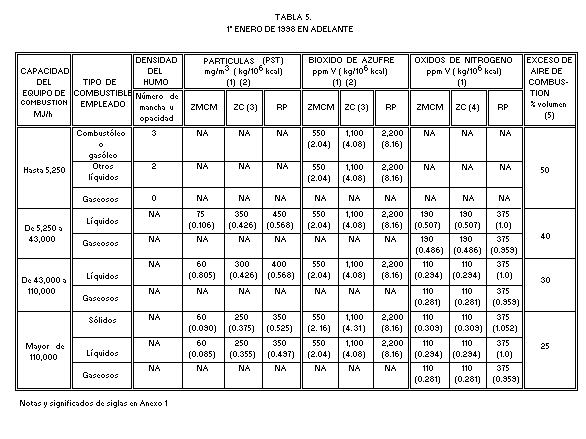 TABLA 5.
1º ENERO DE 1998 EN ADELANTE
CAPACIDAD DEL EQUIPO DE COMBUSTION MJ/h
TIPO DE COMBUSTIBLE EMPLEADO
DENSIDAD DEL HUMO
Número de mancha u opacidad
PARTICULAS (PST) mg/m3 ( kg/106 kcal) (1) (2)
BIOXIDO DE AZUFRE ppm V ( kg/106 kcal) (1) (2)
OXIDOS DE NITROGENO ppm V ( kg/106 kcal) (1)
EXCESO DE AIRE DE COMBUS-TION % volumen (5)
ZMCM ZC (3) RP ZMCM ZC (3) RP ZMCM ZC (4) RP
Hasta 5,250
Combustóleo o gasóleo 3 NA NA NA 550 1,100 2,200 NA NA NA
(2.04) (4.08) (8.16)
Otros líquidos 2 NA NA NA 550 1,100 2,200 NA NA NA
(2.04) (4.08) (8.16)
Gaseosos 0 NA NA NA NA NA NA NA NA NA
50
De 5,250 a 43,000
Líquidos NA 75 350 450 550 1,100 2,200 190 190 375
(0.106) (0.426) (0.568) (2.04) (4.08) (8.16) (0.507) (0.507) (1.0)
Gaseosos NA NA NA NA NA NA NA 190 190 375
(0.486) (0.486) (0.959)
40
De 43,000 a 110,000
Líquidos NA 60 300 400 550 1,100 2,200 110 110 375
(0.805) (0.426) (0.568) (2.04) (4.08) (8.16) (0.294) (0.294) (1.0)
Gaseosos NA NA NA NA NA NA NA 110 110 375
(0.281) (0.281) (0.959)
30
Mayor de 110,000
Sólidos NA 60 250 350 550 1,100 2,200 110 110 375
(0.090) (0.375) (0.525) (2.16) (4.31) (8.16) (0.309) (0.309) (1.052)
Líquidos NA 60 250 350 550 1,100 2,200 110 110 375
(0.085) (0.355) (0.497) (2.04) (4.08) (8.16) (0.294) (0.294) (1.0)
Gaseosos NA NA NA NA NA NA NA 110 110 375
(0.281) (0.281) (0.959)
25
Notas y significados de siglas en Anexo 1